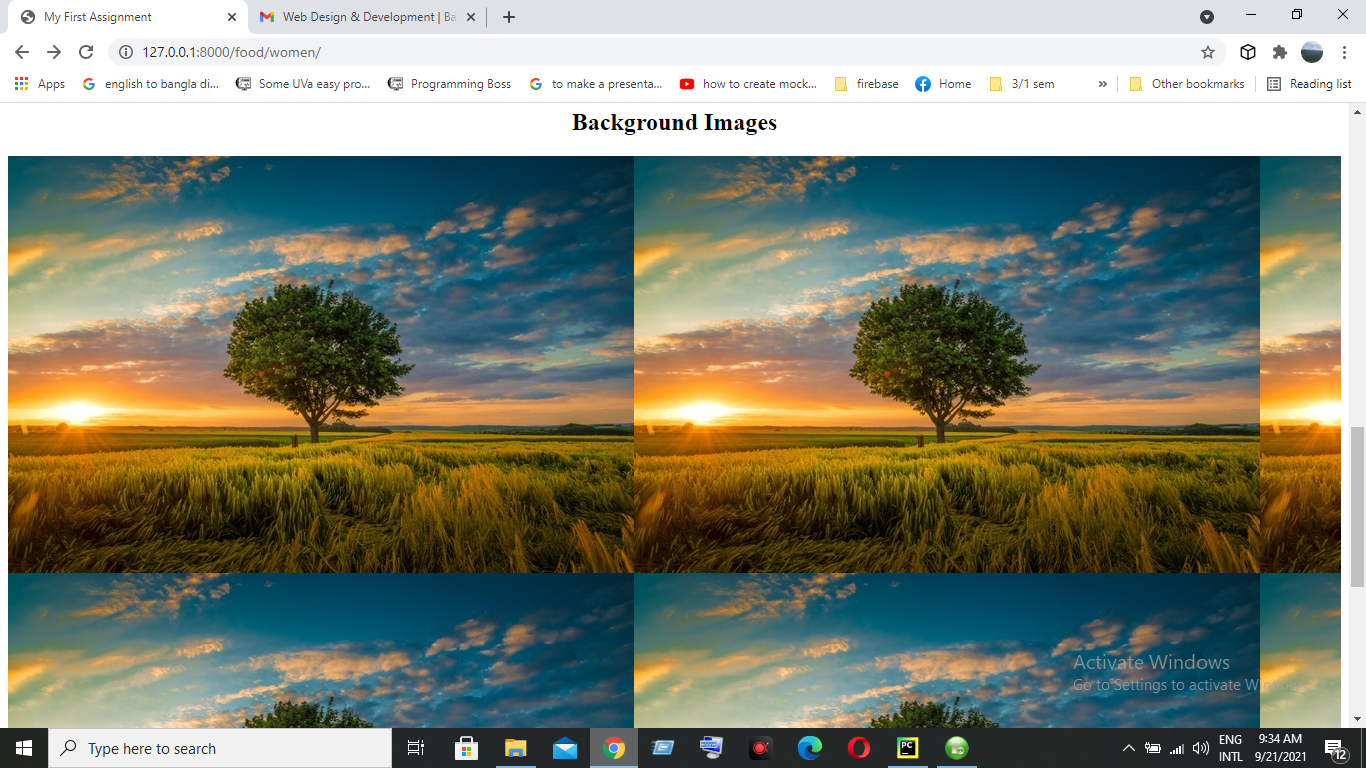 My First Assignment
Web Design & Development | Ba
127.0.0.1:8000/food/women/
Apps
english to bangla di...
Some UVa easy pro...
Programming Boss
to make a presenta...
how to create mock...
firebase
Home
3/1 sem
»
Other bookmarks
Reading list
Background Images
Activate Windows
Go to Settings to activate Windows.
Type here to search
PC
ENG
INTL
9:34 AM
9/21/2021
12